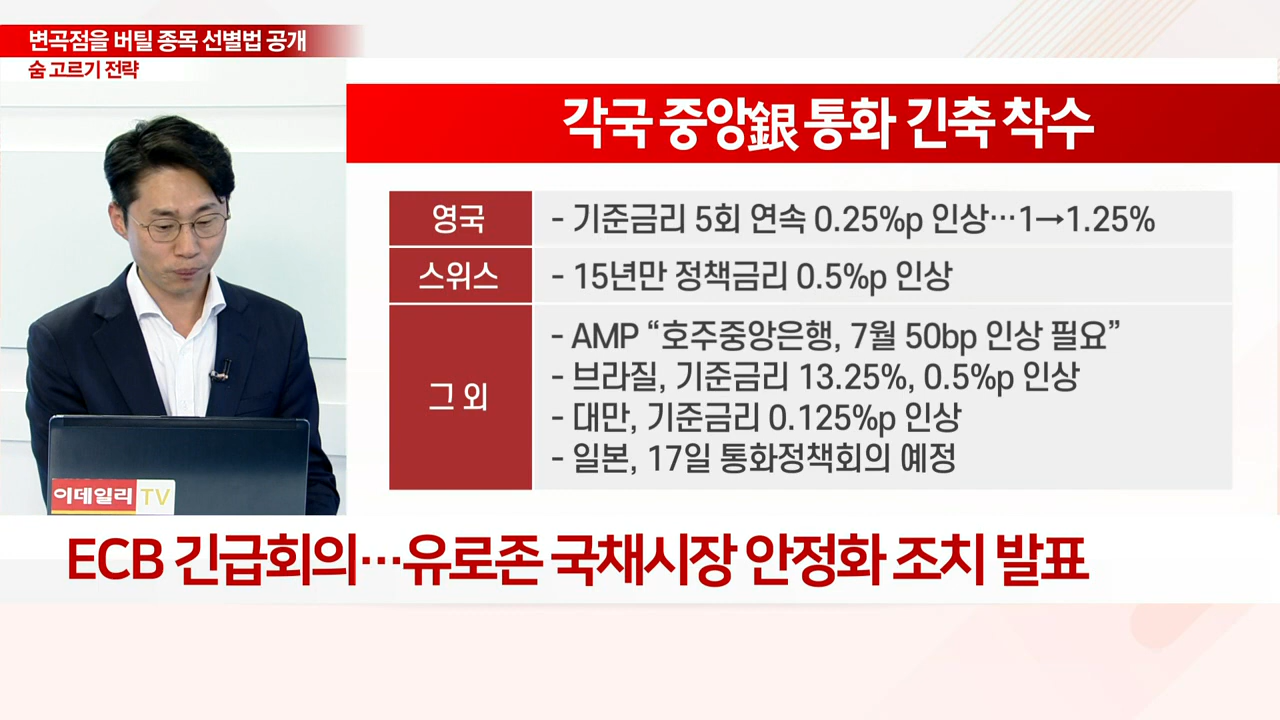 변곡점을 버틸 종목 선별법 공개
숨 고르기 전략
각국 중앙銀 통화 긴축 착수
영국
- 기준금리 5회 연속 0.25%p 인상…1→1.25%
스위스
- 15년만 정책금리 0.5%p 인상
그 외
- AMP “호주중앙은행, 7월 50bp 인상 필요”
- 브라질, 기준금리 13.25%, 0.5%p 인상
- 대만, 기준금리 0.125%p 인상
- 일본, 17일 통화정책회의 예정
이데일리 TV
ECB 긴급회의…유로존 국채시장 안정화 조치 발표